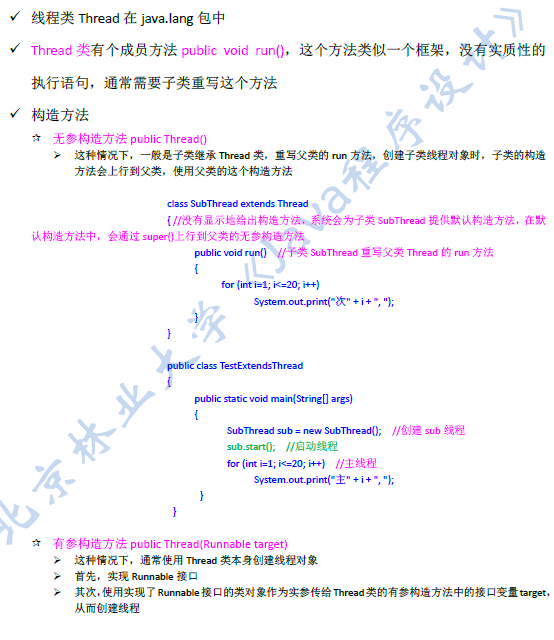 ✓ 线程类 Thread 在 java.lang 包中
✓ Thread 类有个成员方法 public void run()，这个方法类似一个框架，没有实质性的
执行语句，通常需要子类重写这个方法
✓ 构造方法
☆ 无参构造方法 public Thread()
➢ 这种情况下，一般是子类继承 Thread 类，重写父类的 run 方法，创建子类线程对象时，子类的构造
方法会上行到父类，使用父类的这个构造方法
class SubThread extends Thread
{ //没有显示地给出构造方法，系统会为子类 SubThread 提供默认构造方法，在默
认构造方法中，会通过 super()上行到父类的无参构造方法
public void run() //子类 SubThread 重写父类 Thread 的 run 方法
{
for (int i=1; i<=20; i++)
System.out.print("次" + i + ", ");
}
}
public class TestExtendsThread
{
public static void main(String[] args)
{
SubThread sub = new SubThread(); //创建 sub 线程
sub.start(); //启动线程
for (int i=1; i<=20; i++) //主线程
System.out.print("主" + i + ", ");
}
}
☆ 有参构造方法 public Thread(Runnable target)
➢ 这种情况下，通常使用 Thread 类本身创建线程对象
➢ 首先，实现 Runnable 接口
➢ 其次，使用实现了 Runnable 接口的类对象作为实参传给 Thread 类的有参构造方法中的接口变量 target，
从而创建线程
北京林业大学《Java程序设计》